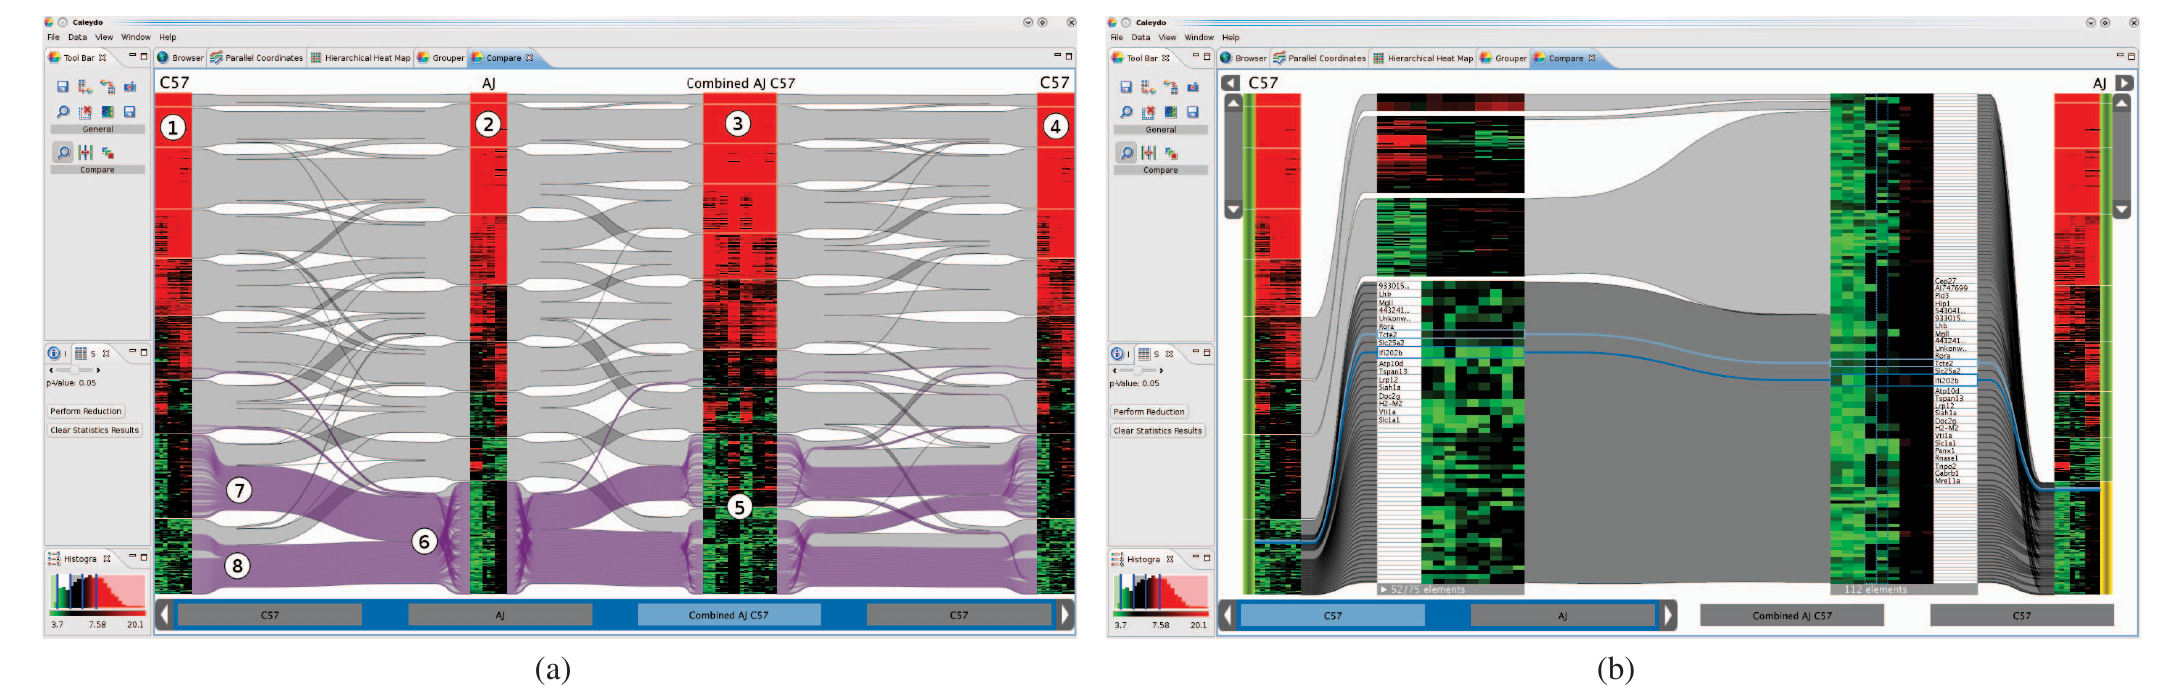 Caleydo
File Data View Window Help
Tool Bar
Browser Parallel Coordinates Hierarchical Heat Map Grouper Compare
C57 AJ Combined AJ C57 C57
1 2 3 4
General
Compare
I S
p-Value: 0.05
Perform Reduction
Clear Statistics Results
7 5
6
8
Histogra
3.7 7.58 20.1
C57 AJ Combined AJ C57 C57
(a)
Caleydo
File Data View Window Help
Tool Bar
Browser Parallel Coordinates Hierarchical Heat Map Grouper Compare
C57 AJ
General
Compare
I S
p-Value: 0.05
Perform Reduction
Clear Statistics Results
933015..
Lhb
Mgll
443241..
Unkonw..
Rora
Tcte2
Slc25a2
Ifi202b
Atp10d
Tspan13
Lrp12
Siah1a
Doc2g
H2-M2
Vti1a
Slc1a1
52/75 elements
Cep27
AI747699
Pld3
Hip1
543041..
933015..
Lhb
Mgll
443241..
Unkonw..
Rora
Tcte2
Slc25a2
Ifi202b
Atp10d
Tspan13
Lrp12
Siah1a
Doc2g
H2-M2
Vti1a
Slc1a1
Panx1
Rnase1
Tnpo2
Gabrb1
Mre11a
112 elements
Histogra
3.7 7.58 20.1
C57 AJ Combined AJ C57 C57
(b)